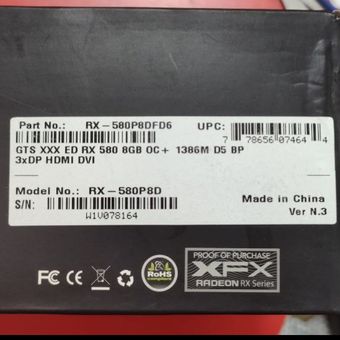 Part No.: RX-580P8DFD6 UPC:
7 78656 07464 4
GTS XXX ED RX 580 8GB OC+ 1386M D5 BP
3xDP HDMI DVI
Model No.: RX-580P8D
Made in China
S/N:
W1V078164
Ver N.3
PROOF OF PURCHASE
FC CE RoHS XFX
RADEON RX Series